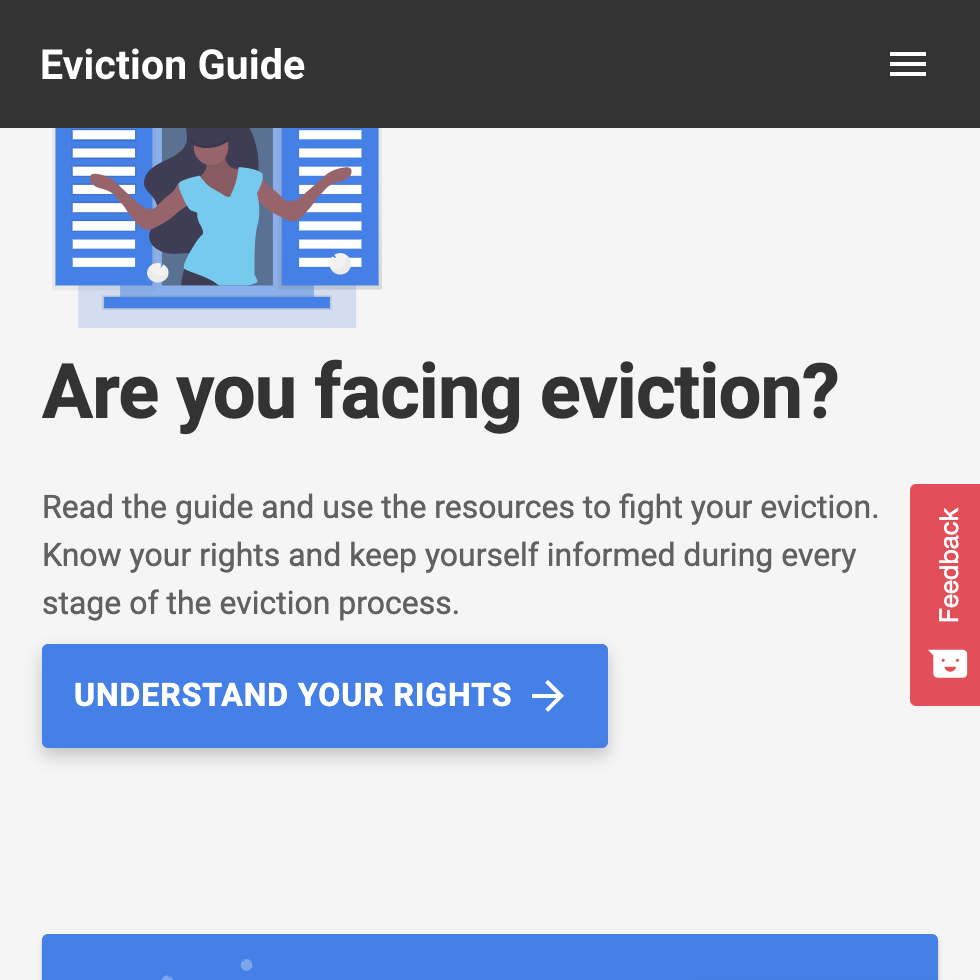 Eviction Guide
Are you facing eviction?
Read the guide and use the resources to fight your eviction.
Know your rights and keep yourself informed during every
stage of the eviction process.
Feedback
UNDERSTAND YOUR RIGHTS